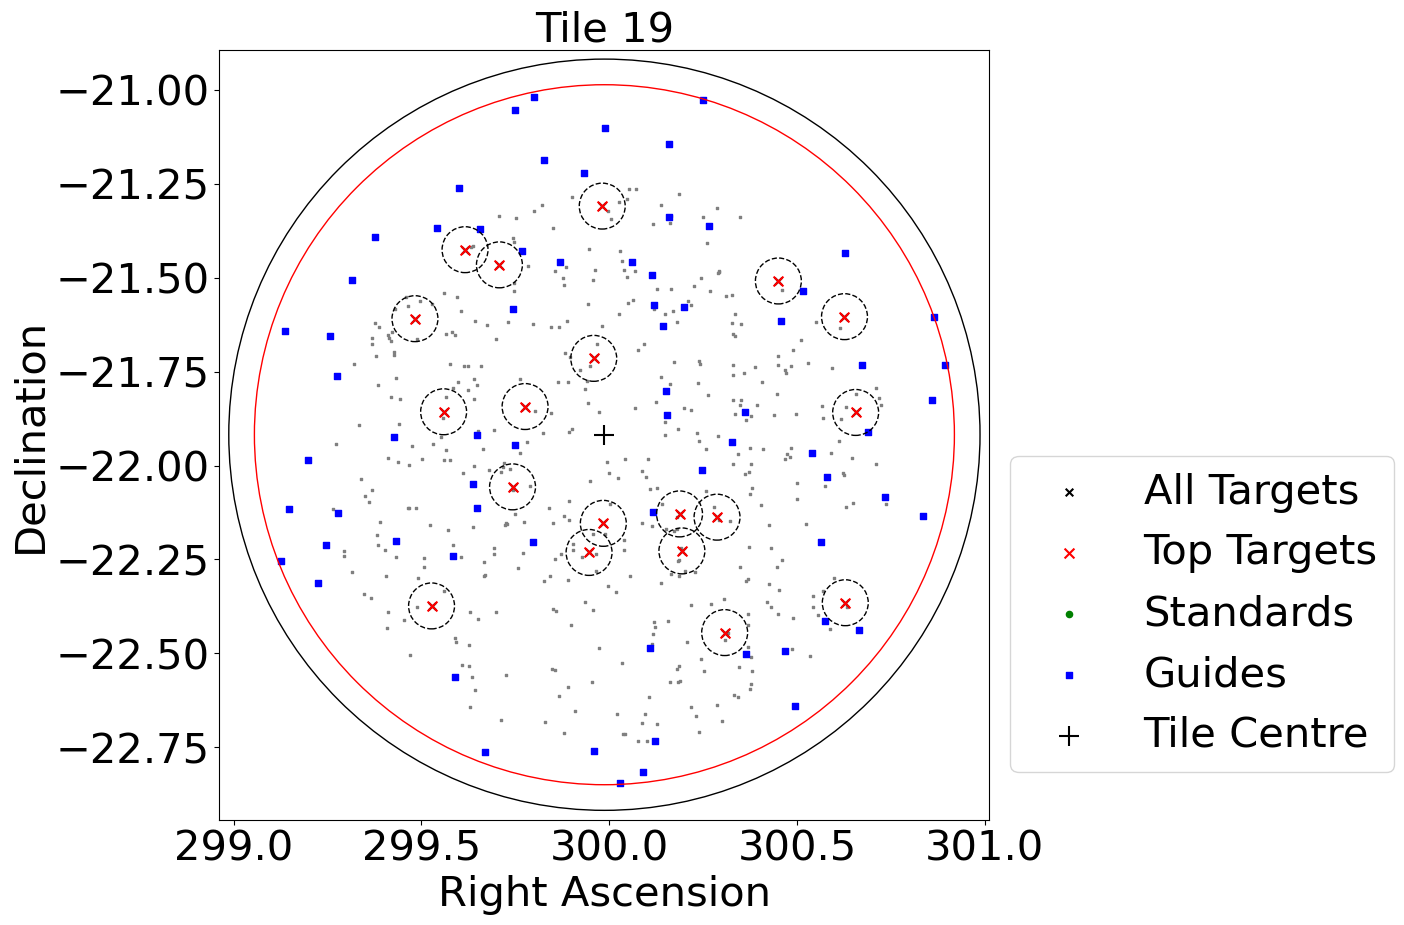 Tile 19
−21.00
−21.25
−21.50
−21.75
−22.00
−22.25
−22.50
−22.75
Declination
299.0 299.5 300.0 300.5 301.0
Right Ascension
All Targets
Top Targets
Standards
Guides
Tile Centre